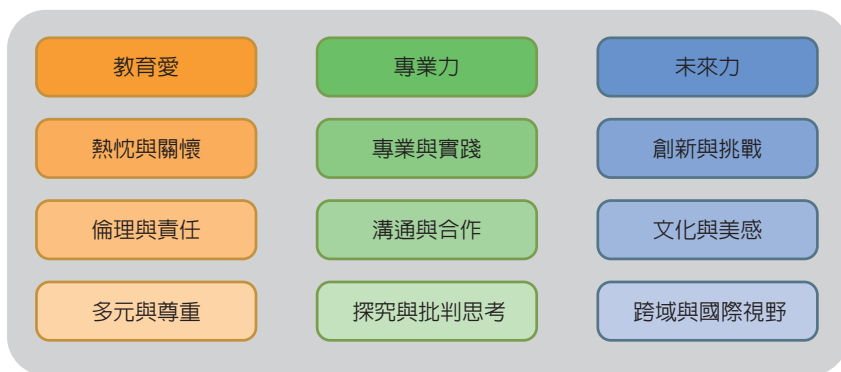 教育愛
專業力
未來力
熱忱與關懷
專業與實踐
創新與挑戰
倫理與責任
溝通與合作
文化與美感
多元與尊重
探究與批判思考
跨域與國際視野